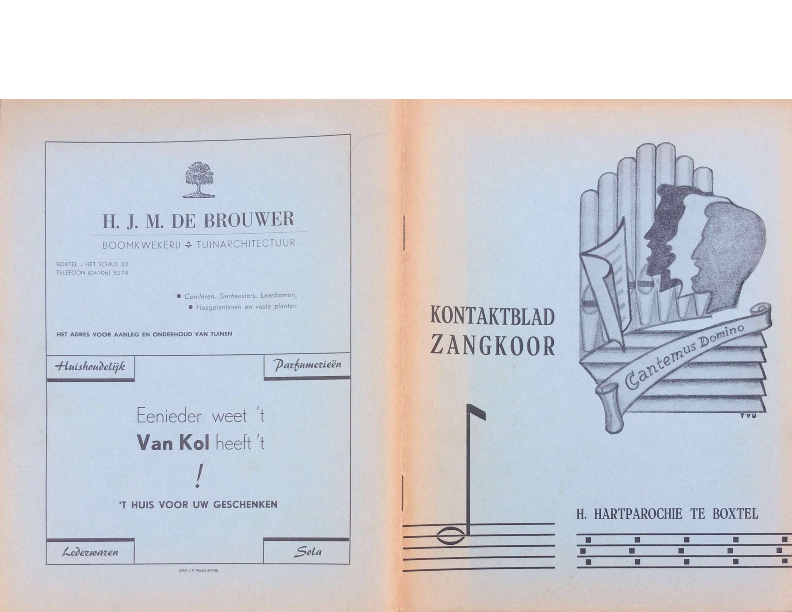 H. J. M. DE BROUWER
BOOMKWEKERIJ TUINARCHITECTUUR
BOXTEL - HET SCHILD 22
TELEFOON (04106) 3279
Coniferen, Sierheesters, Laanbomen,
Haagplantsoen en vaste planten
HET ADRES VOOR AANLEG EN ONDERHOUD VAN TUINEN
Huishoudelijk
Parfumerieën
Eenieder weet 't
Van Kol heeft 't
!
'T HUIS VOOR UW GESCHENKEN
Lederwaren
Sola
KONTAKTBLAD
ZANGKOOR
Cantemus Domino
TVU
H. HARTPAROCHIE TE BOXTEL